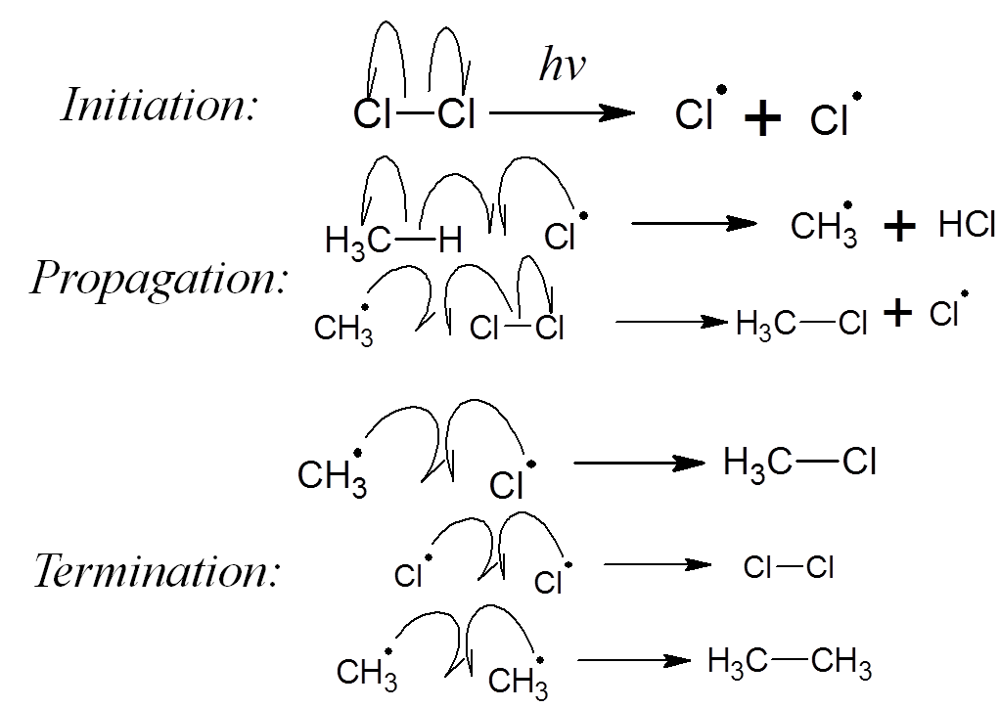 Initiation: Cl—Cl hν Cl• + Cl•
H₃C—H Cl• CH₃• + HCl
Propagation:
CH₃• Cl—Cl H₃C—Cl + Cl•
CH₃• Cl• H₃C—Cl
Termination: Cl• Cl• Cl—Cl
CH₃• CH₃• H₃C—CH₃